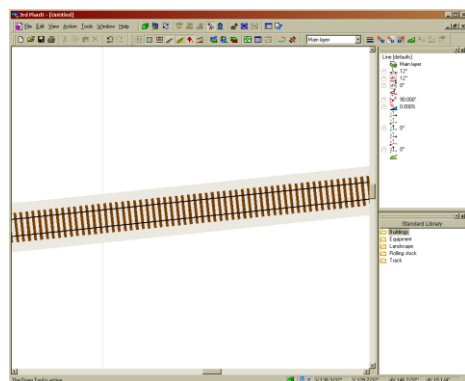 3rd PlanIt - [Untitled]
File Edit View Action Tools Window Help
Main layer
Line (defaults)
Main layer
12"
12"
0"
90.000°
0.000%
0"
0"
Standard Library
Buildings
Equipment
Landscape
Rolling stock
Track